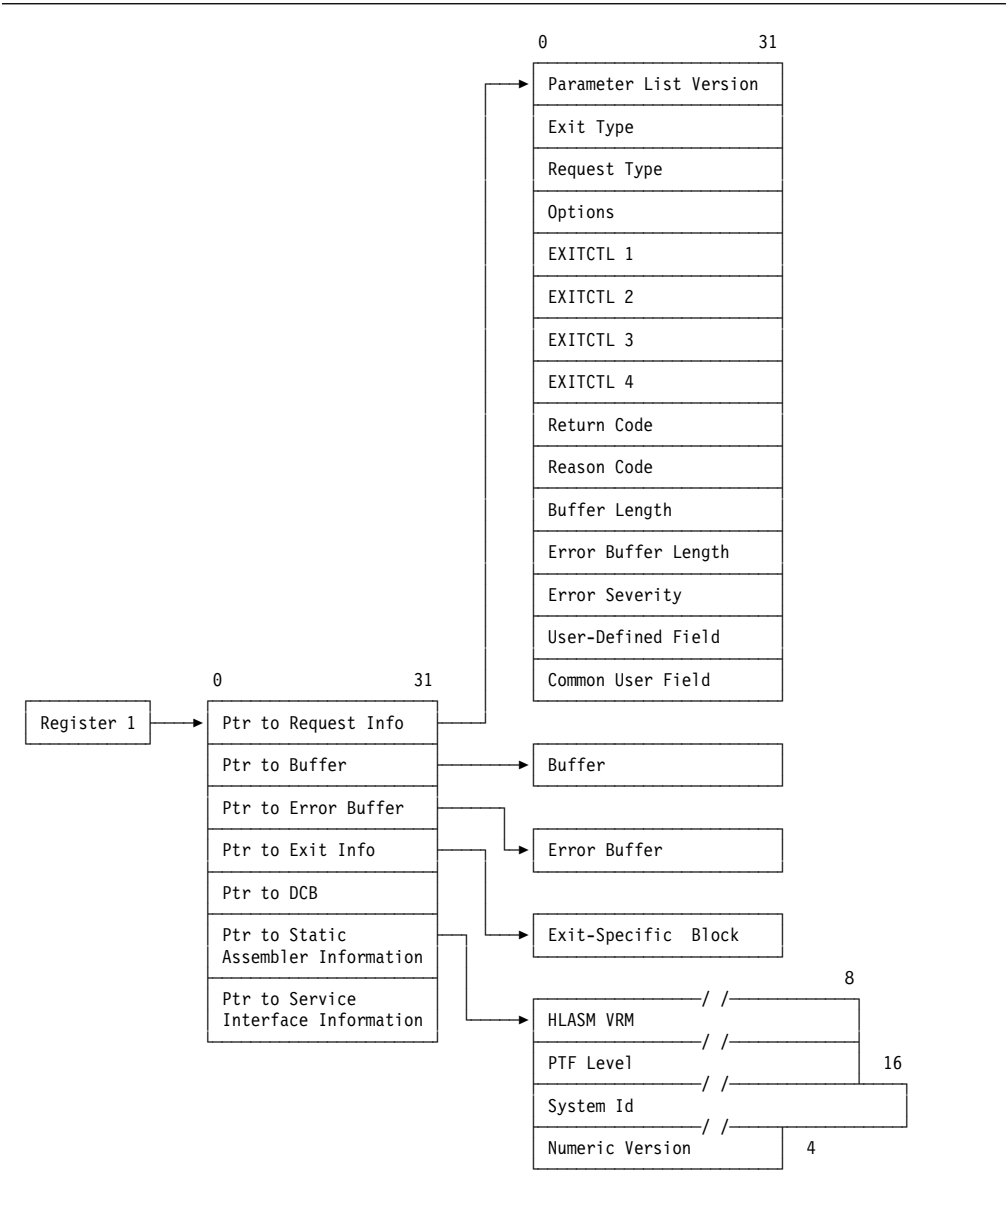 0 31
Parameter List Version
Exit Type
Request Type
Options
EXITCTL 1
EXITCTL 2
EXITCTL 3
EXITCTL 4
Return Code
Reason Code
Buffer Length
Error Buffer Length
Error Severity
User-Defined Field
Common User Field
0 31
Register 1
Ptr to Request Info
Ptr to Buffer
Ptr to Error Buffer
Ptr to Exit Info
Ptr to DCB
Ptr to Static
Assembler Information
Ptr to Service
Interface Information
Buffer
Error Buffer
Exit-Specific Block
8
/ /
HLASM VRM
/ /
PTF Level 16
/ /
System Id
/ /
Numeric Version 4